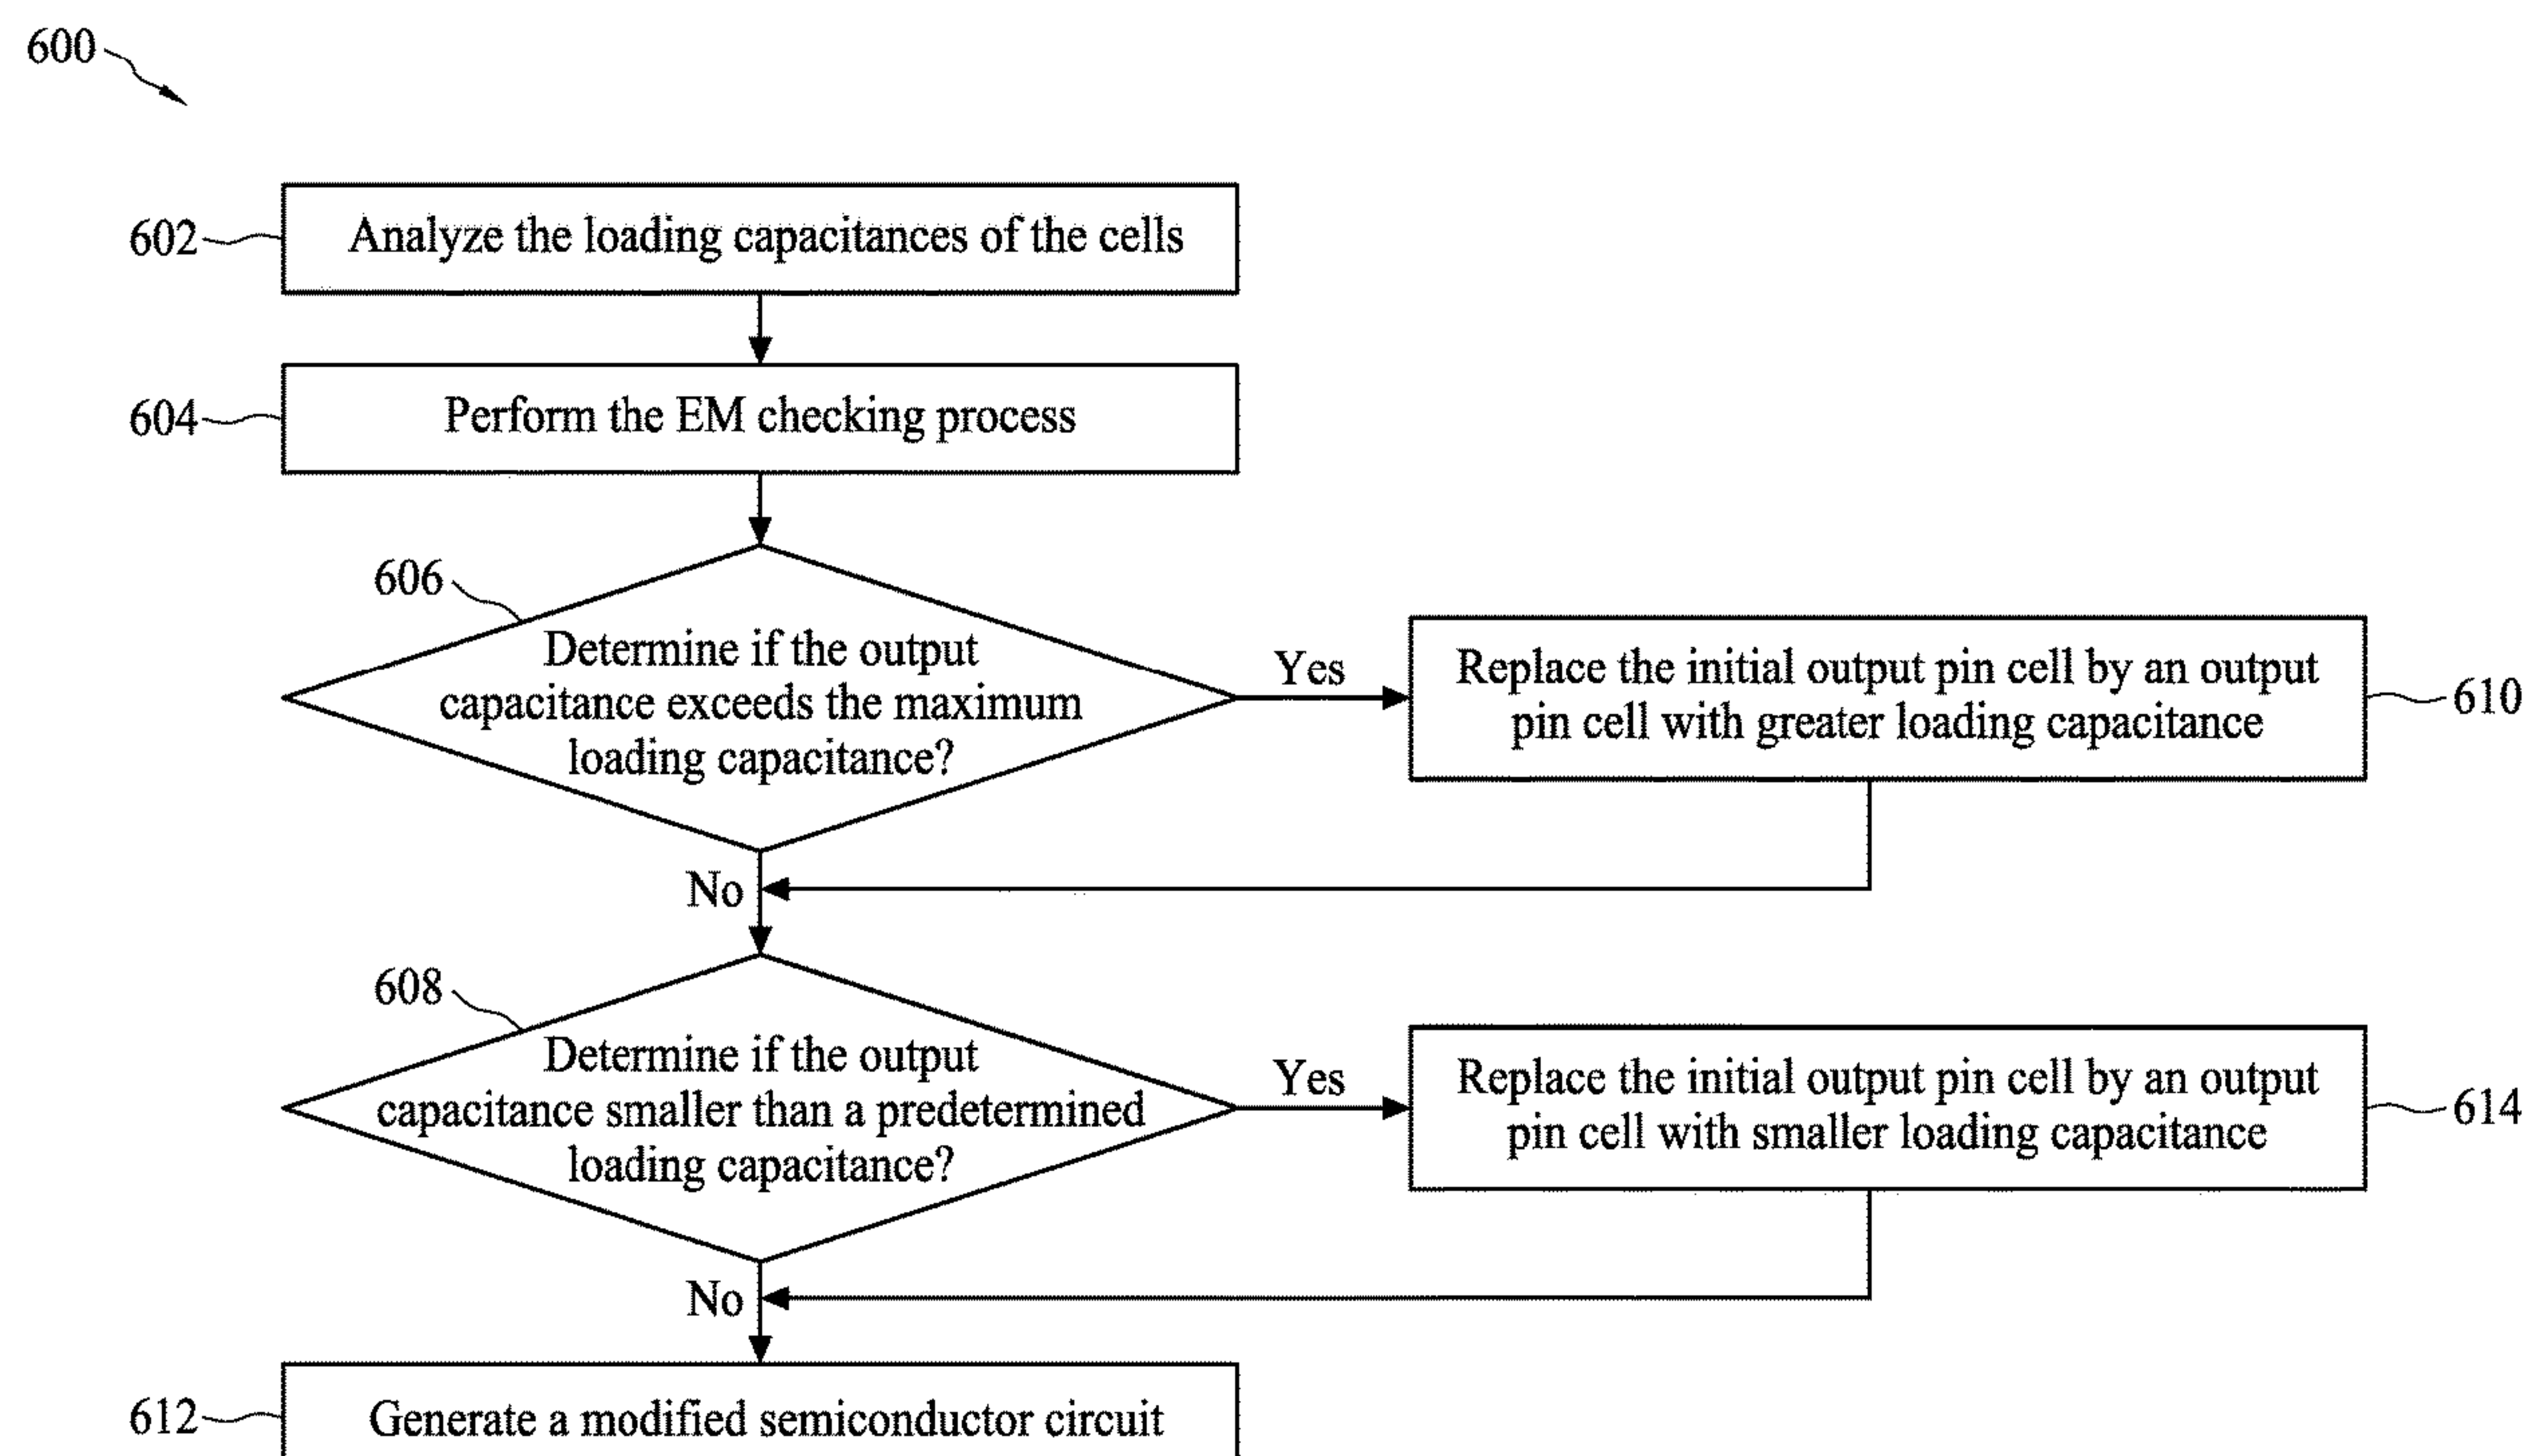 600
602
Analyze the loading capacitances of the cells
604
Perform the EM checking process
606
Determine if the output
capacitance exceeds the maximum
loading capacitance?
Yes
Replace the initial output pin cell by an output
pin cell with greater loading capacitance
610
No
608
Determine if the output
capacitance smaller than a predetermined
loading capacitance?
Yes
Replace the initial output pin cell by an output
pin cell with smaller loading capacitance
614
No
612
Generate a modified semiconductor circuit